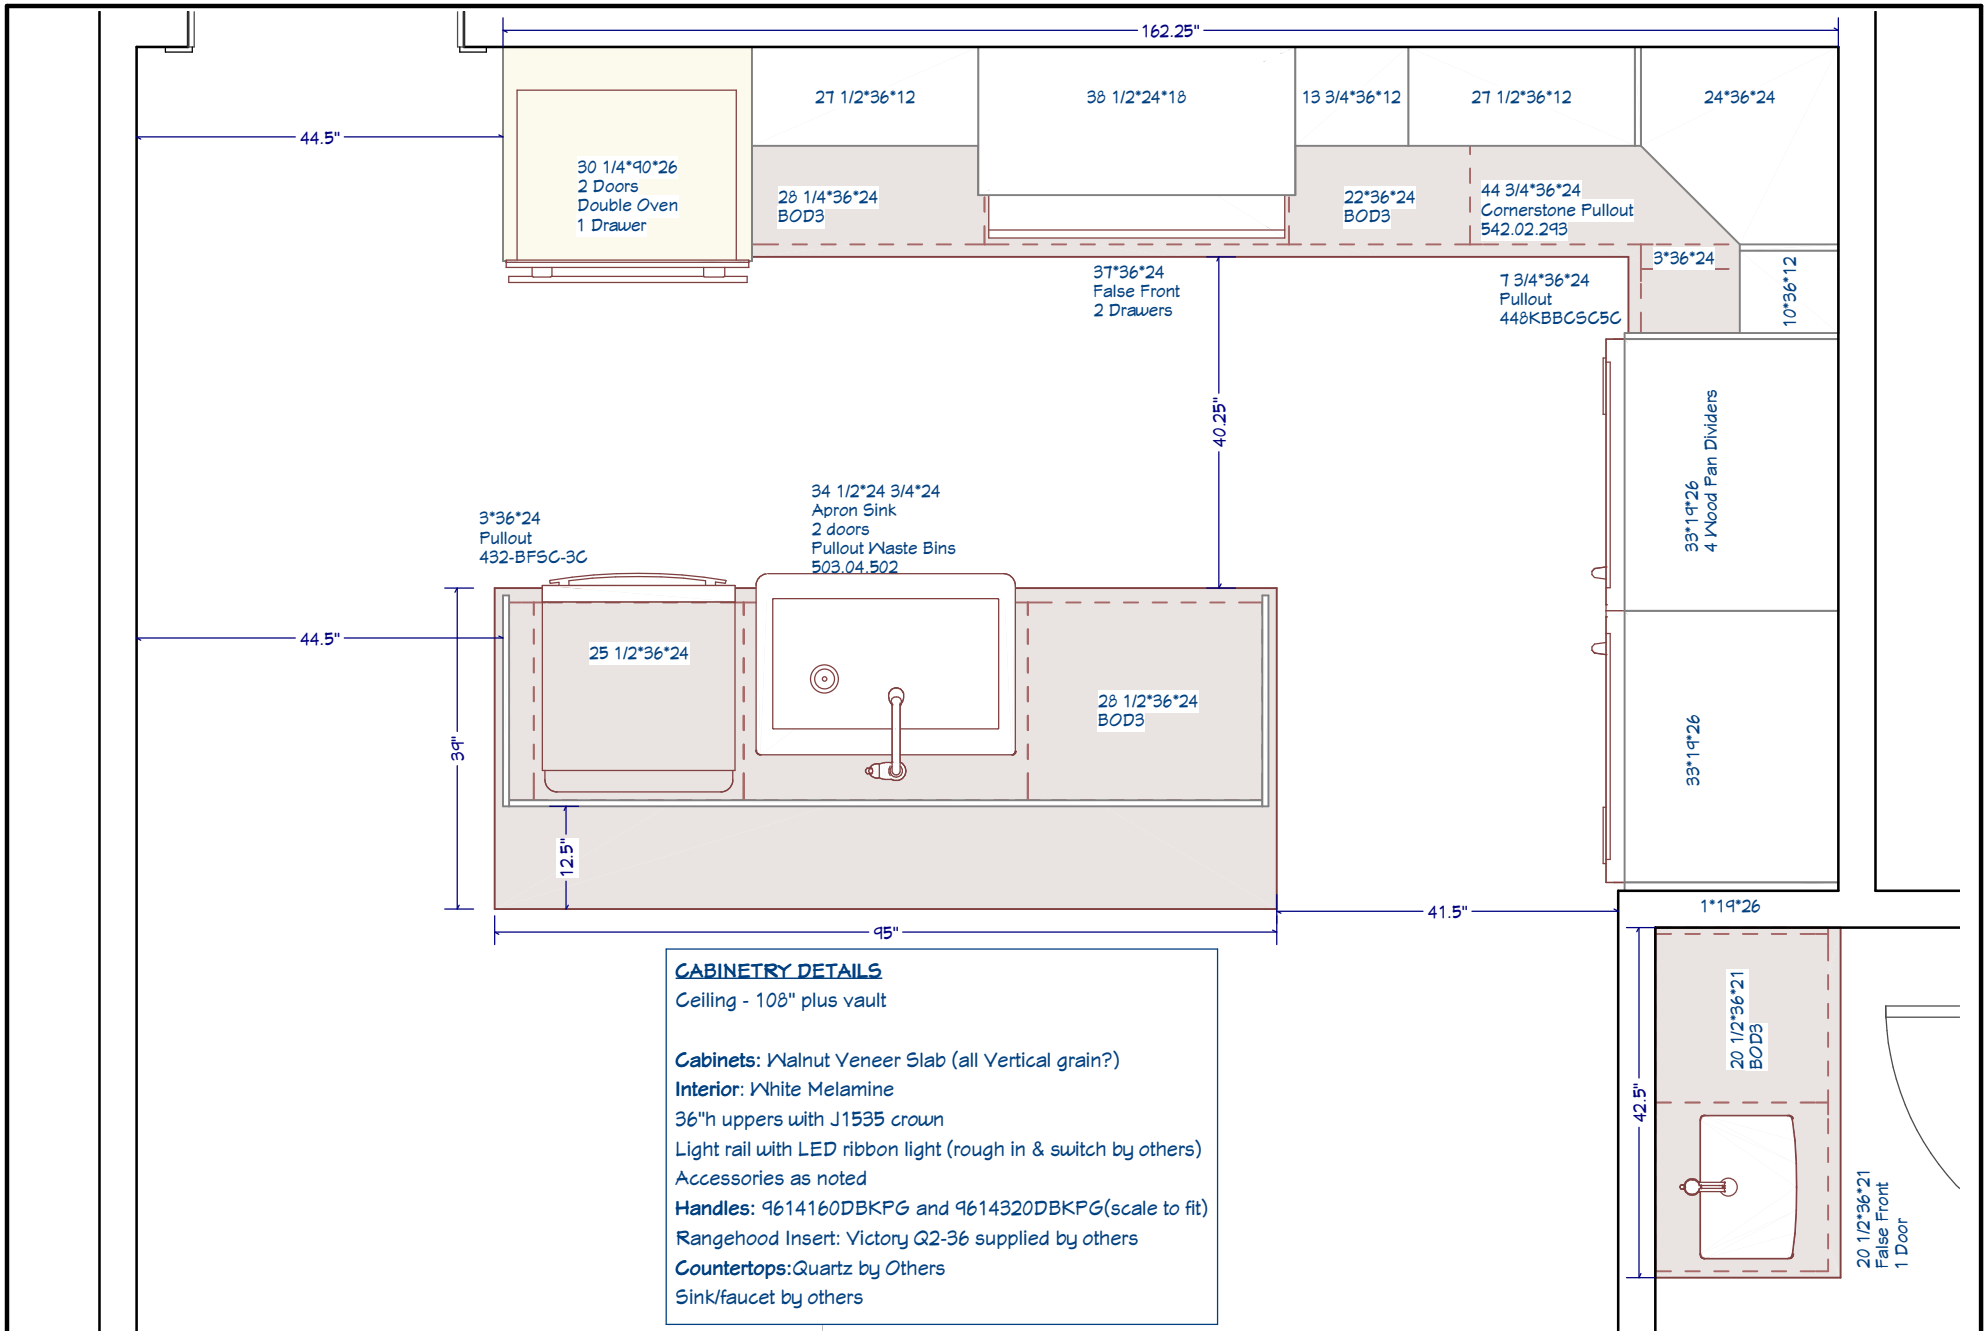 162.25"
27 1/2*36*12
38 1/2*24*18
13 3/4*36*12
27 1/2*36*12
24*36*24
44.5"
30 1/4*90*26
2 Doors
Double Oven
1 Drawer
28 1/4*36*24
BOD3
22*36*24
BOD3
44 3/4*36*24
Cornerstone Pullout
542.02.293
3*36*24
10*36*12
37*36*24
False Front
2 Drawers
7 3/4*36*24
Pullout
448KBBCSC5C
40.25"
33*19*26
4 Wood Pan Dividers
34 1/2*24 3/4*24
Apron Sink
2 doors
Pullout Waste Bins
503.04.502
3*36*24
Pullout
432-BFSC-3C
44.5"
25 1/2*36*24
28 1/2*36*24
BOD3
39"
33*19*26
12.5"
95"
41.5"
1*19*26
CABINETRY DETAILS
Ceiling - 108" plus vault
Cabinets: Walnut Veneer Slab (all Vertical grain?)
Interior: White Melamine
36"h uppers with J1535 crown
Light rail with LED ribbon light (rough in & switch by others)
Accessories as noted
Handles: 9614160DBKPG and 9614320DBKPG(scale to fit)
Rangehood Insert: Victory Q2-36 supplied by others
Countertops:Quartz by Others
Sink/faucet by others
20 1/2*36*21
BOD3
42.5"
20 1/2*36*21
False Front
1 Door